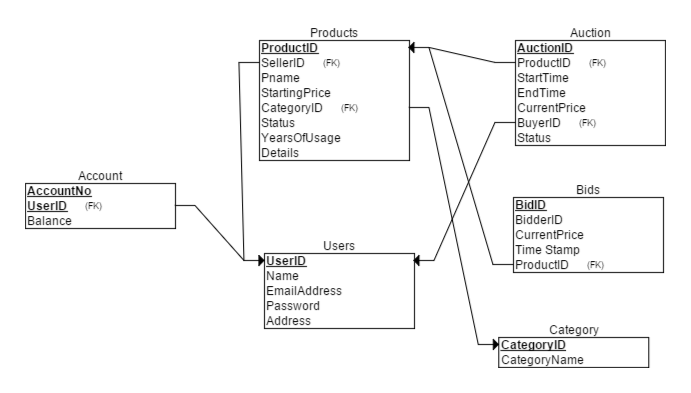 Products
ProductID
SellerID (FK)
Pname
StartingPrice
CategoryID (FK)
Status
YearsOfUsage
Details
Auction
AuctionID
ProductID (FK)
StartTime
EndTime
CurrentPrice
BuyerID (FK)
Status
Account
AccountNo
UserID (FK)
Balance
Bids
BidID
BidderID
CurrentPrice
Time Stamp
ProductID (FK)
Users
UserID
Name
EmailAddress
Password
Address
Category
CategoryID
CategoryName